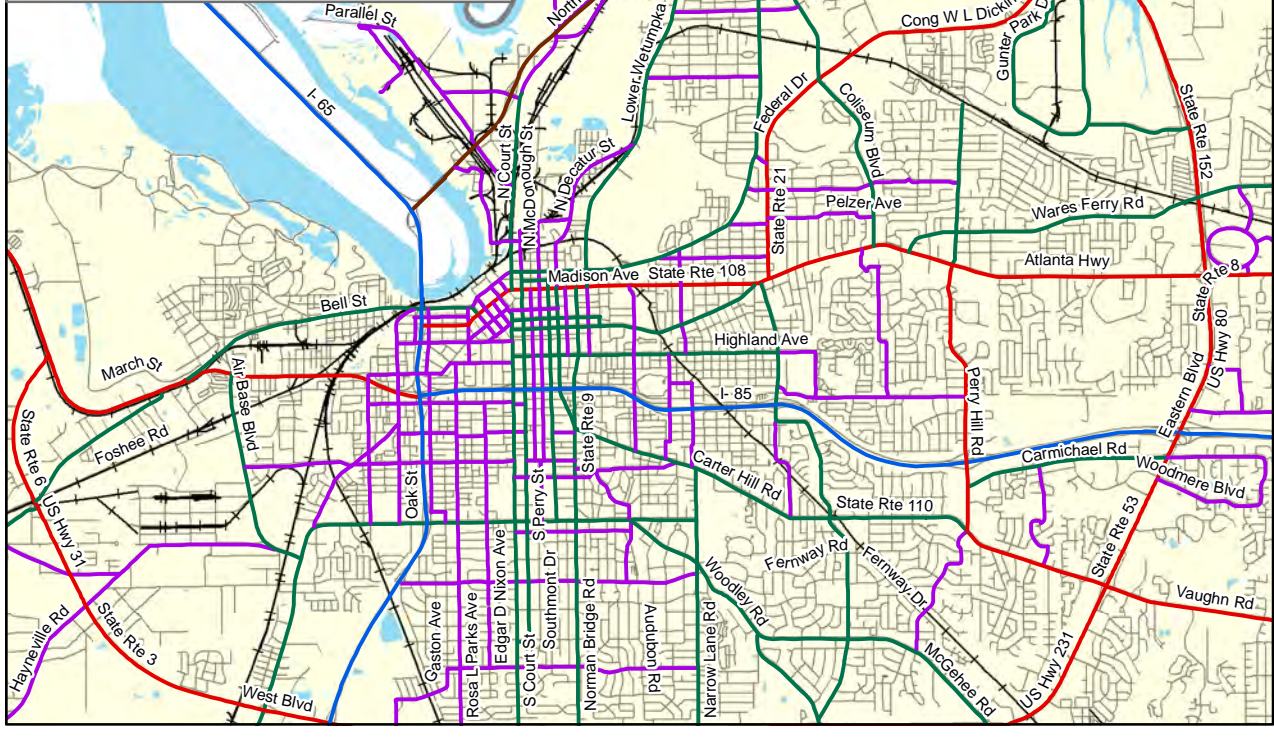 Parallel St
North
Lower Wetumpka
Cong W L Dickin
Gunter Park D
I- 65
Federal Dr
Coliseum Blvd
State Rte 152
N Court St
N McDonough St
N Decatur St
State Rte 21
Pelzer Ave
Wares Ferry Rd
Atlanta Hwy
State Rte 8
Madison Ave
State Rte 108
Bell St
Highland Ave
US Hwy 80
March St
Air Base Blvd
I- 85
Perry Hill Rd
Eastern Blvd
State Rte 9
State Rte 6
Foshee Rd
Carmichael Rd
Woodmere Blvd
Carter Hill Rd
Oak St
S Perry St
State Rte 110
US Hwy 31
State Rte 53
Fernway Rd
Fernway Dr
Edgar D Nixon Ave
Southmont Dr
Woodley Rd
Vaughn Rd
Hayneville Rd
State Rte 3
Gaston Ave
Rosa L Parks Ave
S Court St
Norman Bridge Rd
Audubon Rd
Narrow Lane Rd
McGehee Rd
US Hwy 231
West Blvd